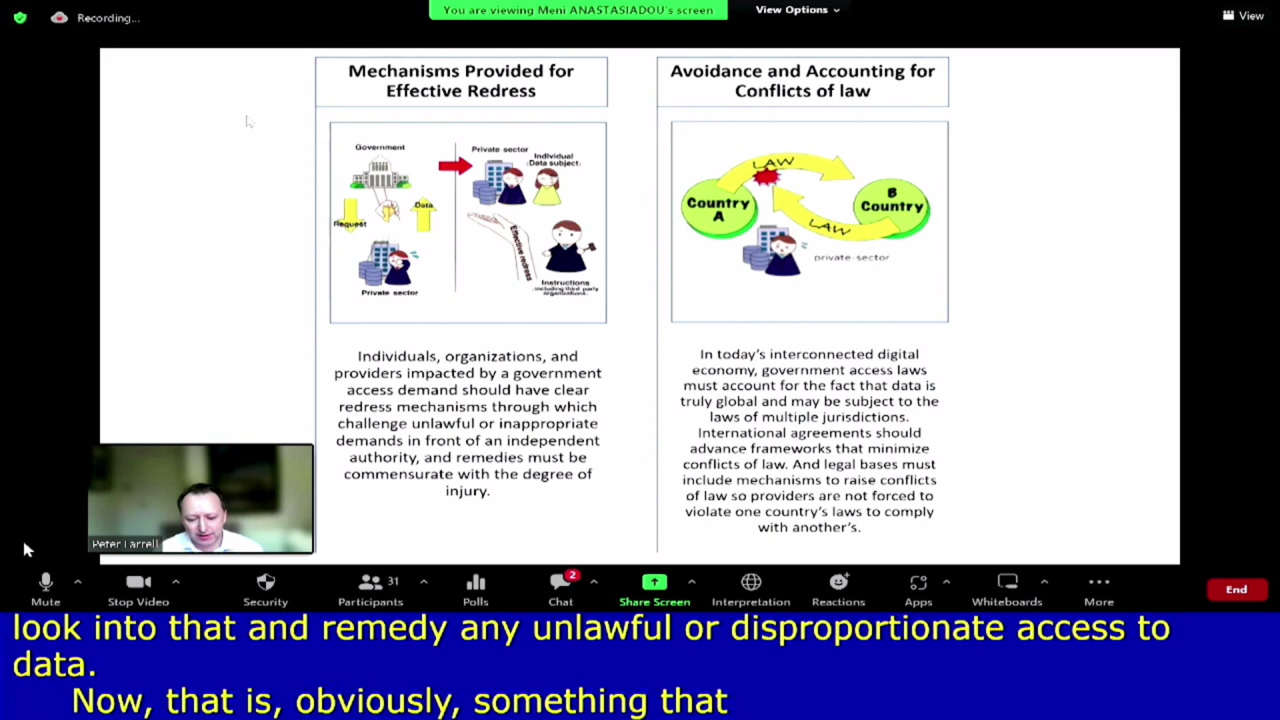 Recording...
You are viewing Meni ANASTASIADOU's screen
View Options
View
Mechanisms Provided for
Effective Redress
Government
Request
Data
Private sector
Private sector
Individual
(Data subject)
Effective redress
Instructions
(including third party
organizations)
Individuals, organizations, and
providers impacted by a government
access demand should have clear
redress mechanisms through which
challenge unlawful or inappropriate
demands in front of an independent
authority, and remedies must be
commensurate with the degree of
injury.
Avoidance and Accounting for
Conflicts of law
LAW
Country
A
B
Country
LAW
private-sector
In today's interconnected digital
economy, government access laws
must account for the fact that data is
truly global and may be subject to the
laws of multiple jurisdictions.
International agreements should
advance frameworks that minimize
conflicts of law. And legal bases must
include mechanisms to raise conflicts
of law so providers are not forced to
violate one country's laws to comply
with another's.
Peter Farrell
Mute
Stop Video
Security
Participants
31
Polls
Chat
2
Share Screen
Interpretation
Reactions
Apps
Whiteboards
More
End
look into that and remedy any unlawful or disproportionate access to
data.
Now, that is, obviously, something that